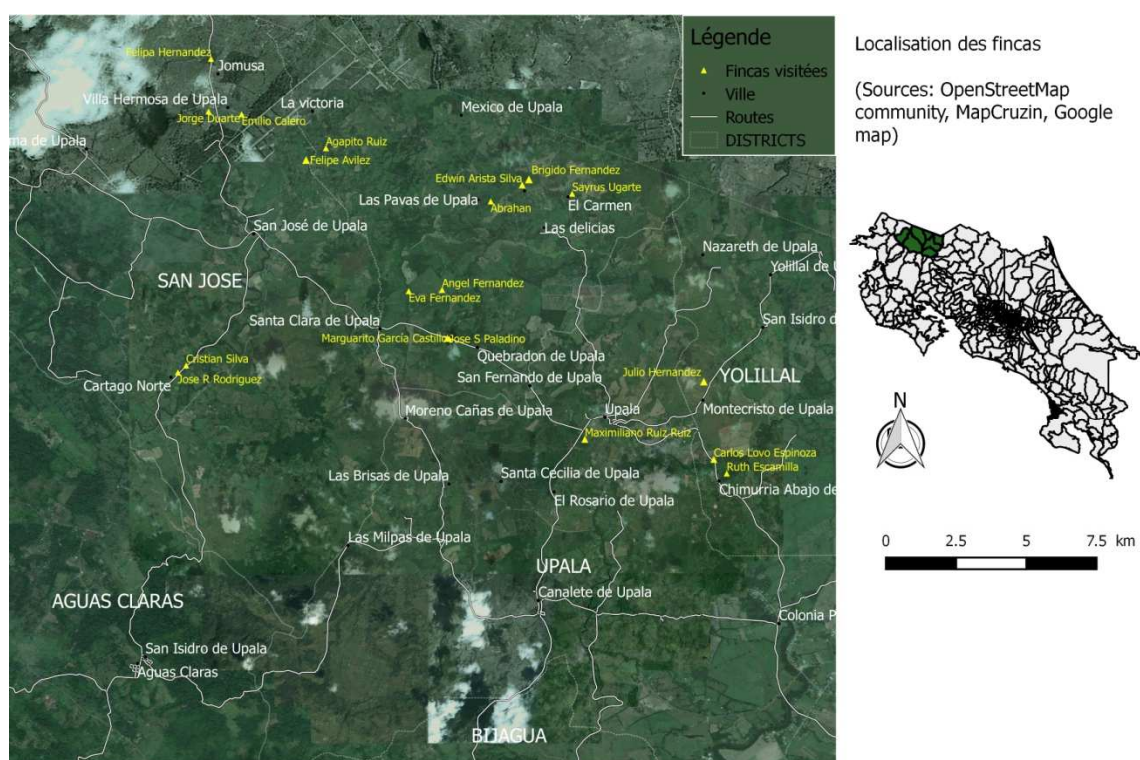 Légende
Fincas visitées
Ville
Routes
DISTRICTS
Localisation des fincas
(Sources: OpenStreetMap
community, MapCruzin, Google
map)
Felipa Hernandez
Jomusa
Villa Hermosa de Upala
La victoria
Mexico de Upala
Jorge Duarte
Emilio Calero
ma de Upala
Agapito Ruiz
Felipe Avilez
Brigido Fernandez
Edwin Arista Silva
Sayrus Ugarte
Las Pavas de Upala
Abrahan
El Carmen
San José de Upala
Las delicias
Nazareth de Upala
Yolillal de U
SAN JOSE
Angel Fernandez
Eva Fernandez
Santa Clara de Upala
San Isidro d
Marguarito García Castillo
Jose S Paladino
Quebradon de Upala
Cristian Silva
Jose R Rodriguez
Cartago Norte
San Fernando de Upala
Julio Hernandez
YOLILLAL
Moreno Cañas de Upala
Upala
Montecristo de Upala
Maximiliano Ruiz Ruiz
Carlos Lovo Espinoza
Ruth Escamilla
Las Brisas de Upala
Santa Cecilia de Upala
Chimurria Abajo de
El Rosario de Upala
Las Milpas de Upala
UPALA
AGUAS CLARAS
Canalete de Upala
Colonia P
San Isidro de Upala
Aguas Claras
BIJAGUA
N
0 2.5 5 7.5 km